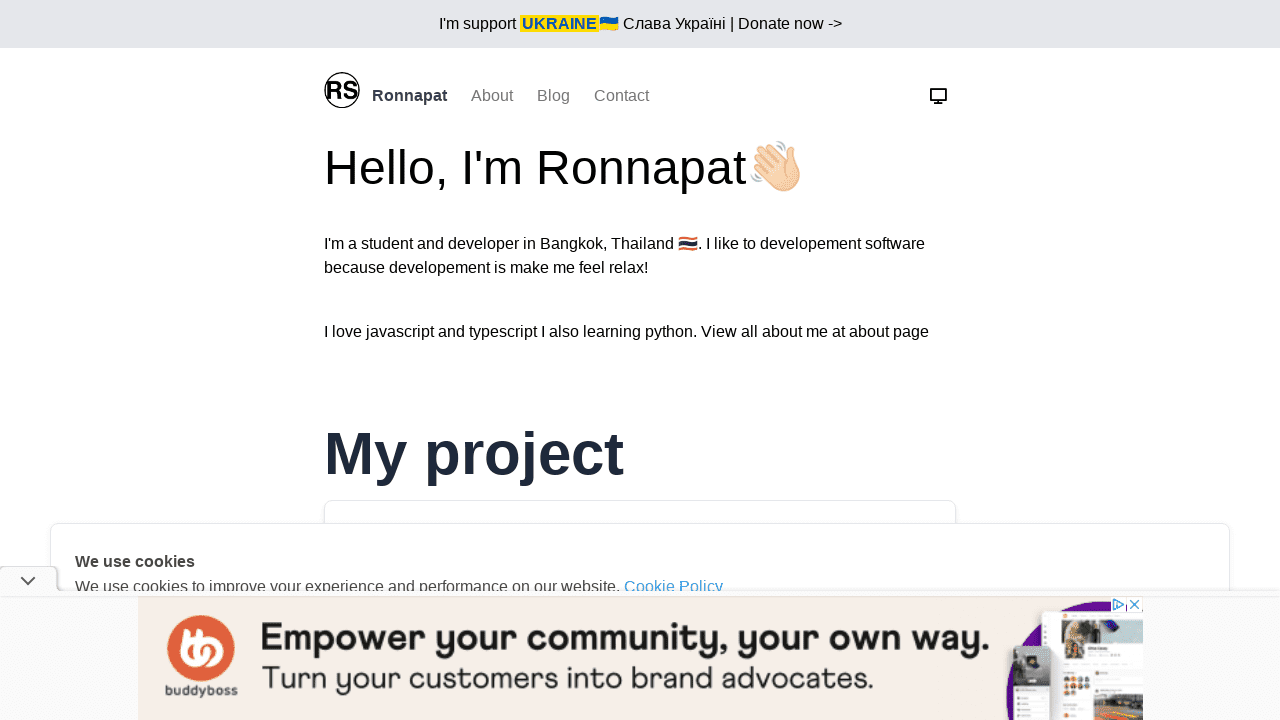 I'm support UKRAINE🇺🇦 Слава Україні | Donate now ->
RS Ronnapat About Blog Contact
Hello, I'm Ronnapat👋🏻
I'm a student and developer in Bangkok, Thailand 🇹🇭. I like to developement software
because developement is make me feel relax!
I love javascript and typescript I also learning python. View all about me at about page
My project
We use cookies
We use cookies to improve your experience and performance on our website. Cookie Policy
Empower your community, your own way.
Turn your customers into brand advocates.
buddyboss